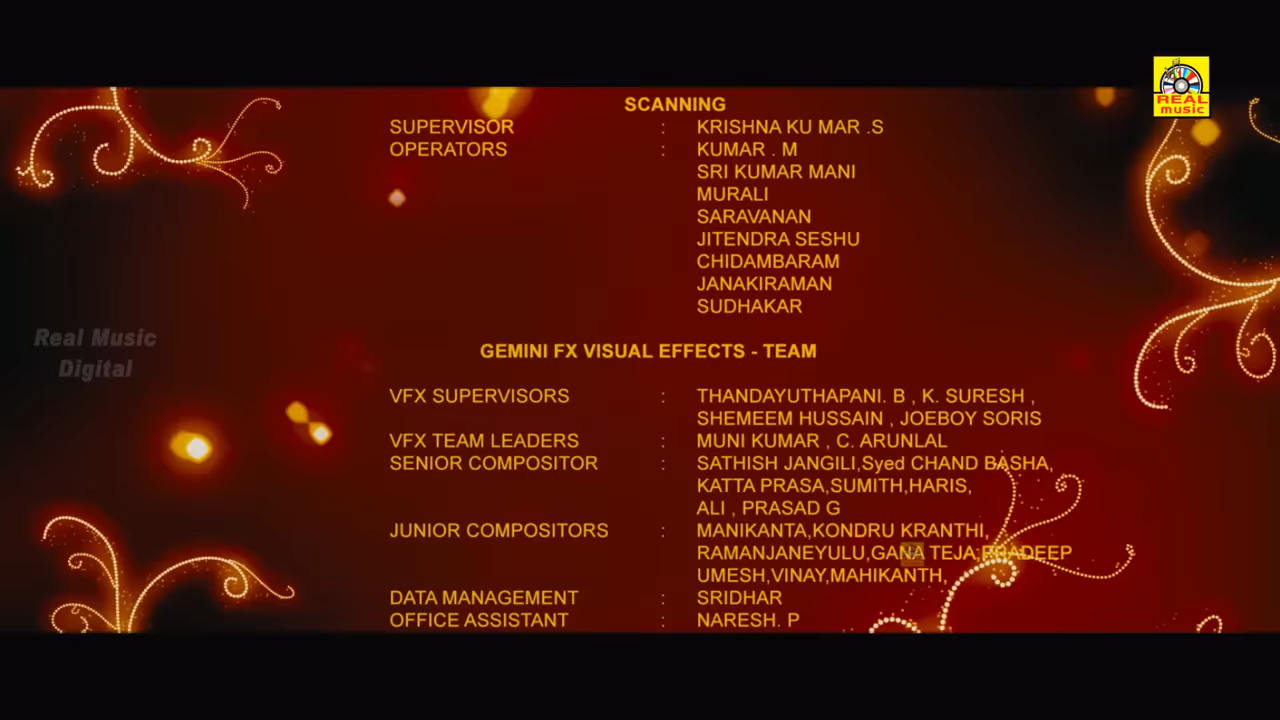 SCANNING
SUPERVISOR : KRISHNA KU MAR .S
OPERATORS : KUMAR . M
SRI KUMAR MANI
MURALI
SARAVANAN
JITENDRA SESHU
CHIDAMBARAM
JANAKIRAMAN
SUDHAKAR
GEMINI FX VISUAL EFFECTS - TEAM
VFX SUPERVISORS : THANDAYUTHAPANI. B , K. SURESH ,
SHEMEEM HUSSAIN , JOEBOY SORIS
VFX TEAM LEADERS : MUNI KUMAR , C. ARUNLAL
SENIOR COMPOSITOR : SATHISH JANGILI,Syed CHAND BASHA,
KATTA PRASA,SUMITH,HARIS,
ALI , PRASAD G
JUNIOR COMPOSITORS : MANIKANTA,KONDRU KRANTHI,
RAMANJANEYULU,GANA TEJA,PRADEEP
UMESH,VINAY,MAHIKANTH,
DATA MANAGEMENT : SRIDHAR
OFFICE ASSISTANT : NARESH. P
REAL
music
Real Music
Digital